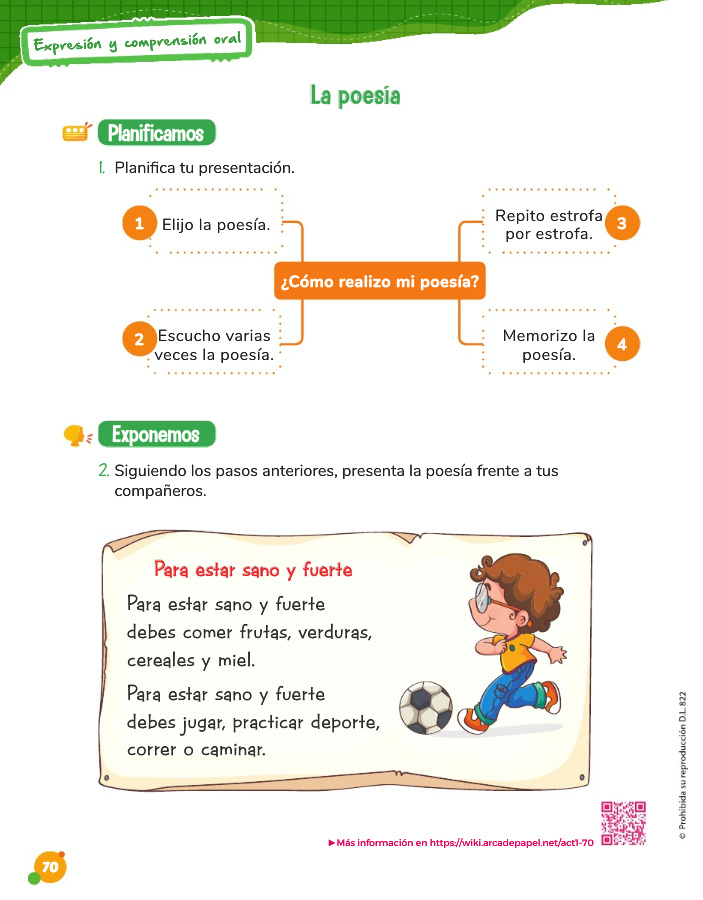 Expresión y comprensión oral
La poesía
Planificamos
1. Planifica tu presentación.
1 Elijo la poesía.
2 Escucho varias
veces la poesía.
¿Cómo realizo mi poesía?
Repito estrofa 3
por estrofa.
Memorizo la
poesía. 4
Exponemos
2. Siguiendo los pasos anteriores, presenta la poesía frente a tus
compañeros.
Para estar sano y fuerte
Para estar sano y fuerte
debes comer frutas, verduras,
cereales y miel.
Para estar sano y fuerte
debes jugar, practicar deporte,
correr o caminar.
© Prohibida su reproducción D.L. 822
▶Más información en https://wiki.arcadepapel.net/act1-70
70